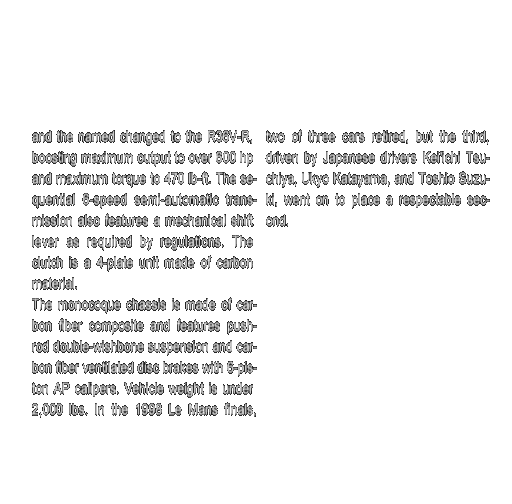 and the named changed to the R36V-R,
boosting maximum output to over 600 hp
and maximum torque to 470 lb-ft. The se-
quential 6-speed semi-automatic trans-
mission also features a mechanical shift
lever as required by regulations. The
clutch is a 4-plate unit made of carbon
material.
The monosoque chassis is made of car-
bon fiber composite and features push-
rod double-wishbone suspension and car-
bon fiber ventilated disc brakes with 6-pis-
ton AP calipers. Vehicle weight is under
2,000 lbs. In the 1998 Le Mans finals,
two of three cars retired, but the third,
driven by Japanese drivers Keiichi Tsu-
chiya, Ukyo Katayama, and Toshio Suzu-
ki, went on to place a respectable sec-
ond.